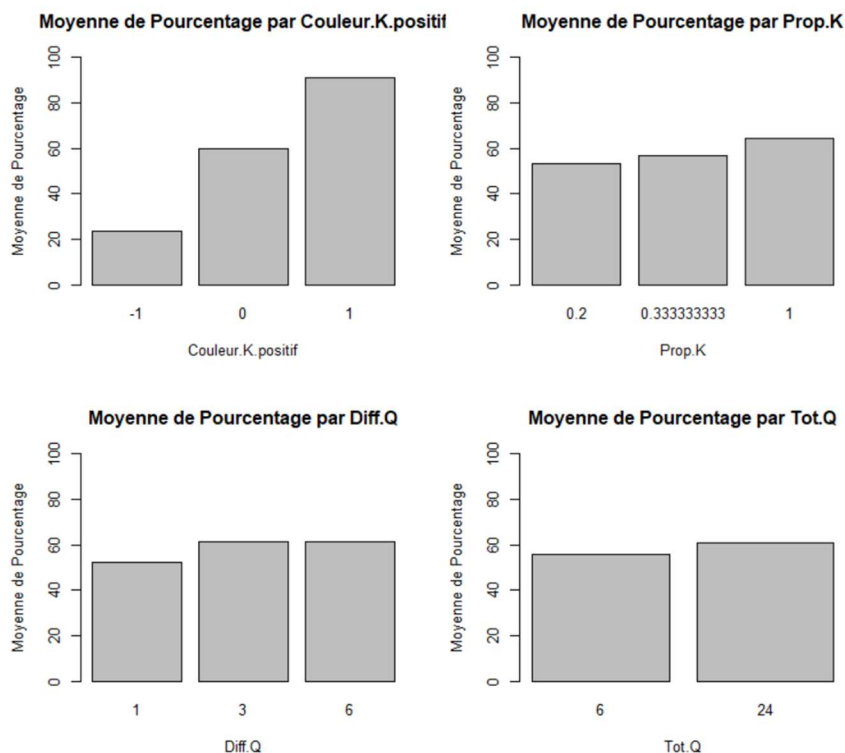 Moyenne de Pourcentage par Couleur.K.positif
Moyenne de Pourcentage
0 20 40 60 80 100
-1 0 1
Couleur.K.positif
Moyenne de Pourcentage par Prop.K
Moyenne de Pourcentage
0 20 40 60 80 100
0.2 0.333333333 1
Prop.K
Moyenne de Pourcentage par Diff.Q
Moyenne de Pourcentage
0 20 40 60 80 100
1 3 6
Diff.Q
Moyenne de Pourcentage par Tot.Q
Moyenne de Pourcentage
0 20 40 60 80 100
6 24
Tot.Q